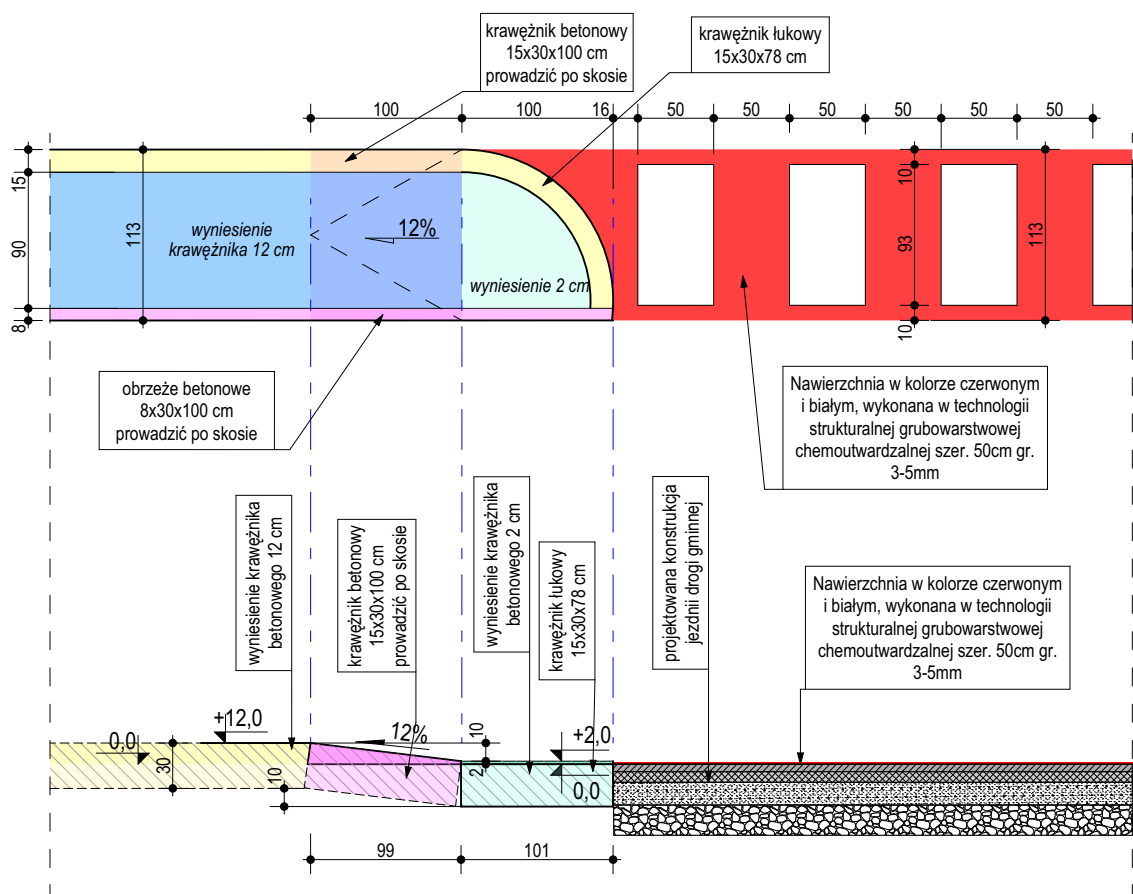 krawężnik betonowy
15x30x100 cm
prowadzić po skosie
krawężnik łukowy
15x30x78 cm
100
100
16
50
50
50
50
50
50
15
90
8
113
wyniesienie
krawężnika 12 cm
12%
wyniesienie 2 cm
10
93
10
113
obrzeże betonowe
8x30x100 cm
prowadzić po skosie
Nawierzchnia w kolorze czerwonym
i białym, wykonana w technologii
strukturalnej grubowarstwowej
chemoutwardzalnej szer. 50cm gr.
3-5mm
wyniesienie krawężnika
betonowego 12 cm
krawężnik betonowy
15x30x100 cm
prowadzić po skosie
wyniesienie krawężnika
betonowego 2 cm
krawężnik łukowy
15x30x78 cm
projektowana konstrukcja
jezdnii drogi gminnej
Nawierzchnia w kolorze czerwonym
i białym, wykonana w technologii
strukturalnej grubowarstwowej
chemoutwardzalnej szer. 50cm gr.
3-5mm
+12,0
0,0
30
10
12%
10
2
+2,0
0,0
99
101